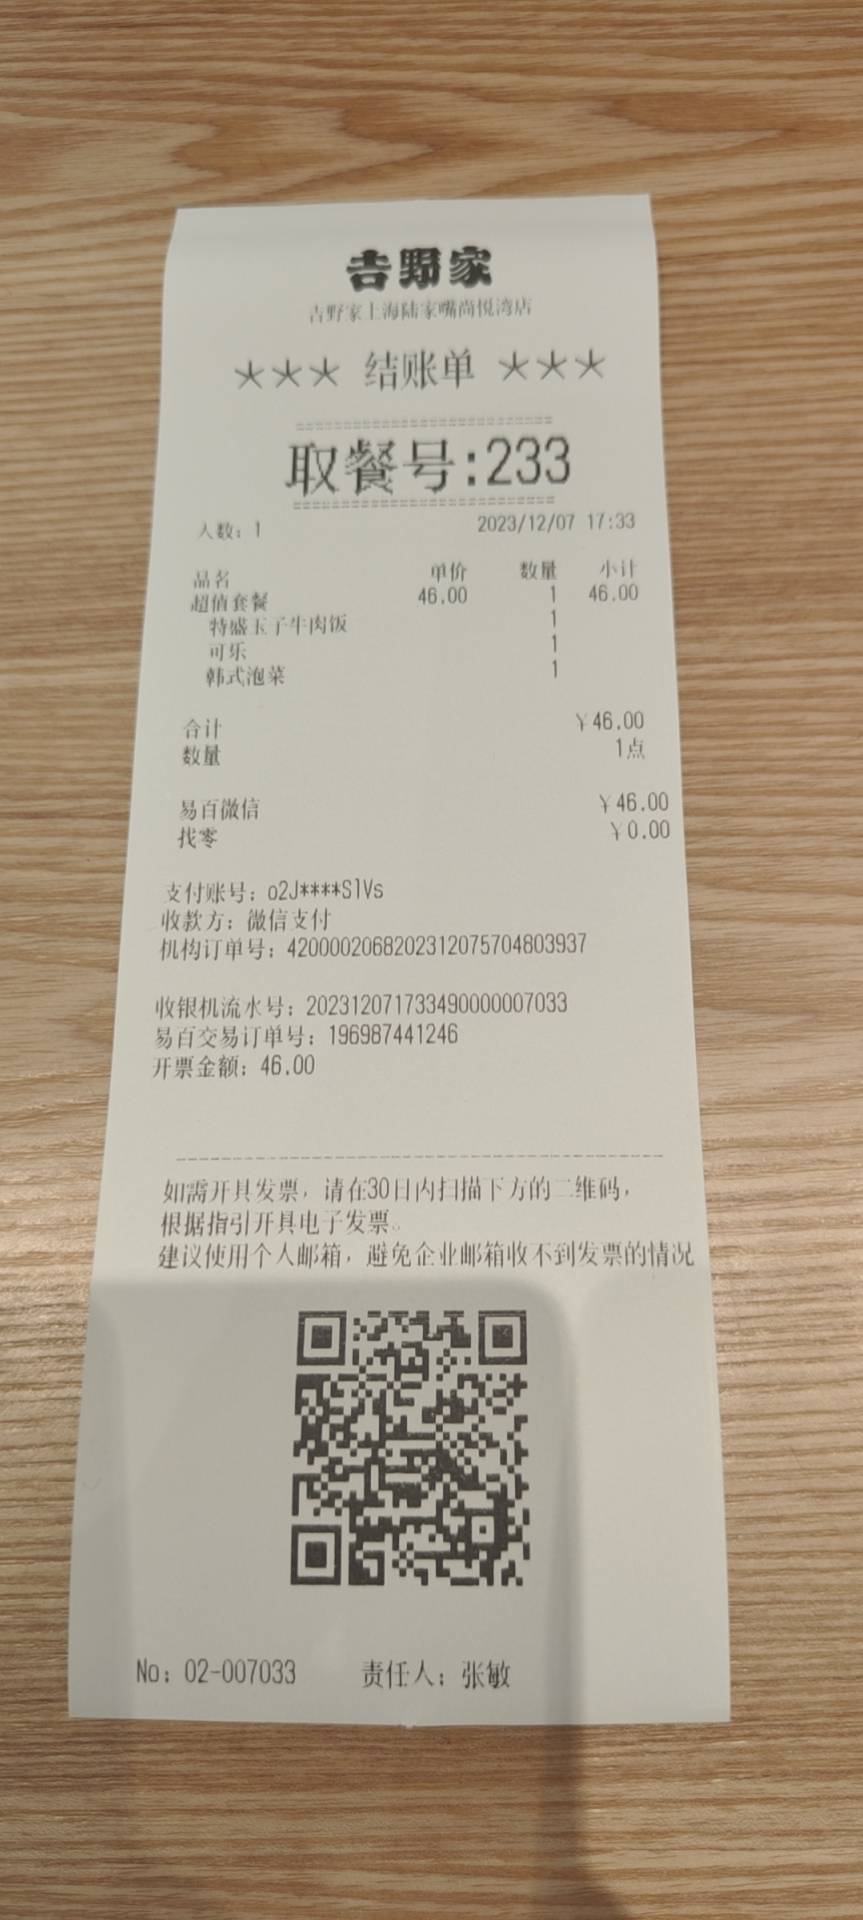 吉野家
吉野家上海陆家嘴尚悦湾店
*** 结账单 ***
===========================
取餐号:233
===========================
人数：1 2023/12/07 17:33
品名 单价 数量 小计
超值套餐 46.00 1 46.00
特盛玉子牛肉饭 1
可乐 1
韩式泡菜 1
合计 ￥46.00
数量 1点
易百微信 ￥46.00
找零 ￥0.00
支付账号：o2J****SlVs
收款方：微信支付
机构订单号：4200002068202312075704803937
收银机流水号：2023120717334900000070​33
易百交易订单号：196987441246
开票金额：46.00
如需开具发票，请在30日内扫描下方的二维码，
根据指引开具电子发票。
建议使用个人邮箱，避免企业邮箱收不到发票的情况
No：02-007033 责任人：张敏